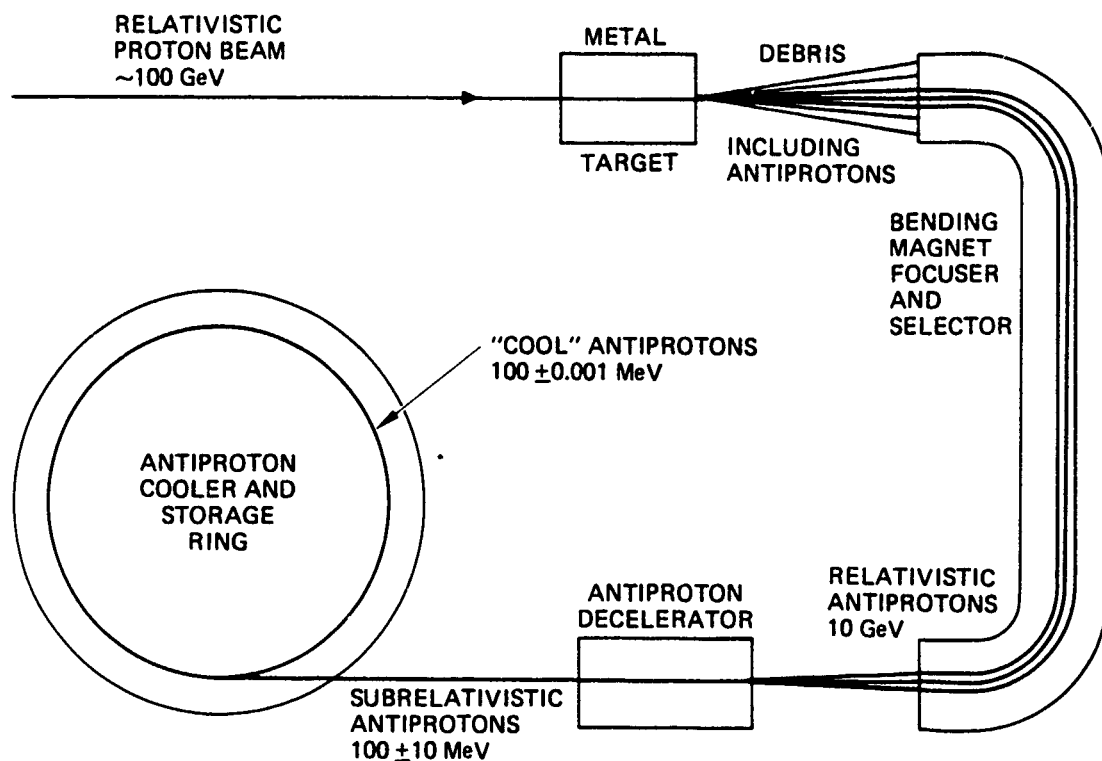 RELATIVISTIC
PROTON BEAM
~100 GeV
METAL
TARGET
DEBRIS
INCLUDING
ANTIPROTONS
BENDING
MAGNET
FOCUSER
AND
SELECTOR
"COOL" ANTIPROTONS
100 ±0.001 MeV
ANTIPROTON
COOLER AND
STORAGE
RING
ANTIPROTON
DECELERATOR
RELATIVISTIC
ANTIPROTONS
10 GeV
SUBRELATIVISTIC
ANTIPROTONS
100 ±10 MeV